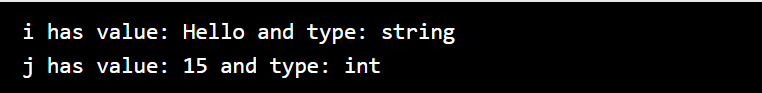 i has value: Hello and type: string
j has value: 15 and type: int